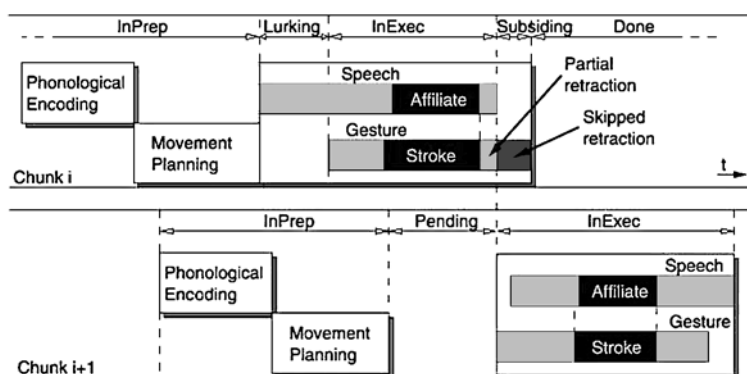 InPrep Lurking InExec Subsiding Done
Phonological
Encoding
Movement
Planning
Speech
Affiliate
Gesture
Stroke
Partial
retraction
Skipped
retraction
t
Chunk i
InPrep Pending InExec
Phonological
Encoding
Movement
Planning
Speech
Affiliate
Gesture
Stroke
Chunk i+1